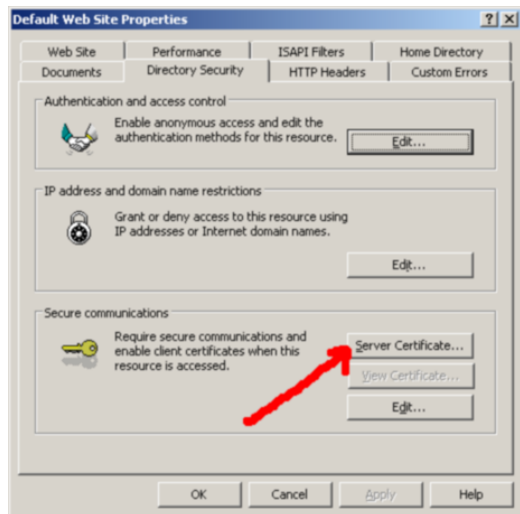 Default Web Site Properties
? X
Web Site Performance ISAPI Filters Home Directory
Documents Directory Security HTTP Headers Custom Errors
Authentication and access control
Enable anonymous access and edit the
authentication methods for this resource.
Edit...
IP address and domain name restrictions
Grant or deny access to this resource using
IP addresses or Internet domain names.
Edit...
Secure communications
Require secure communications and
enable client certificates when this
resource is accessed.
Server Certificate...
View Certificate...
Edit...
OK Cancel Apply Help